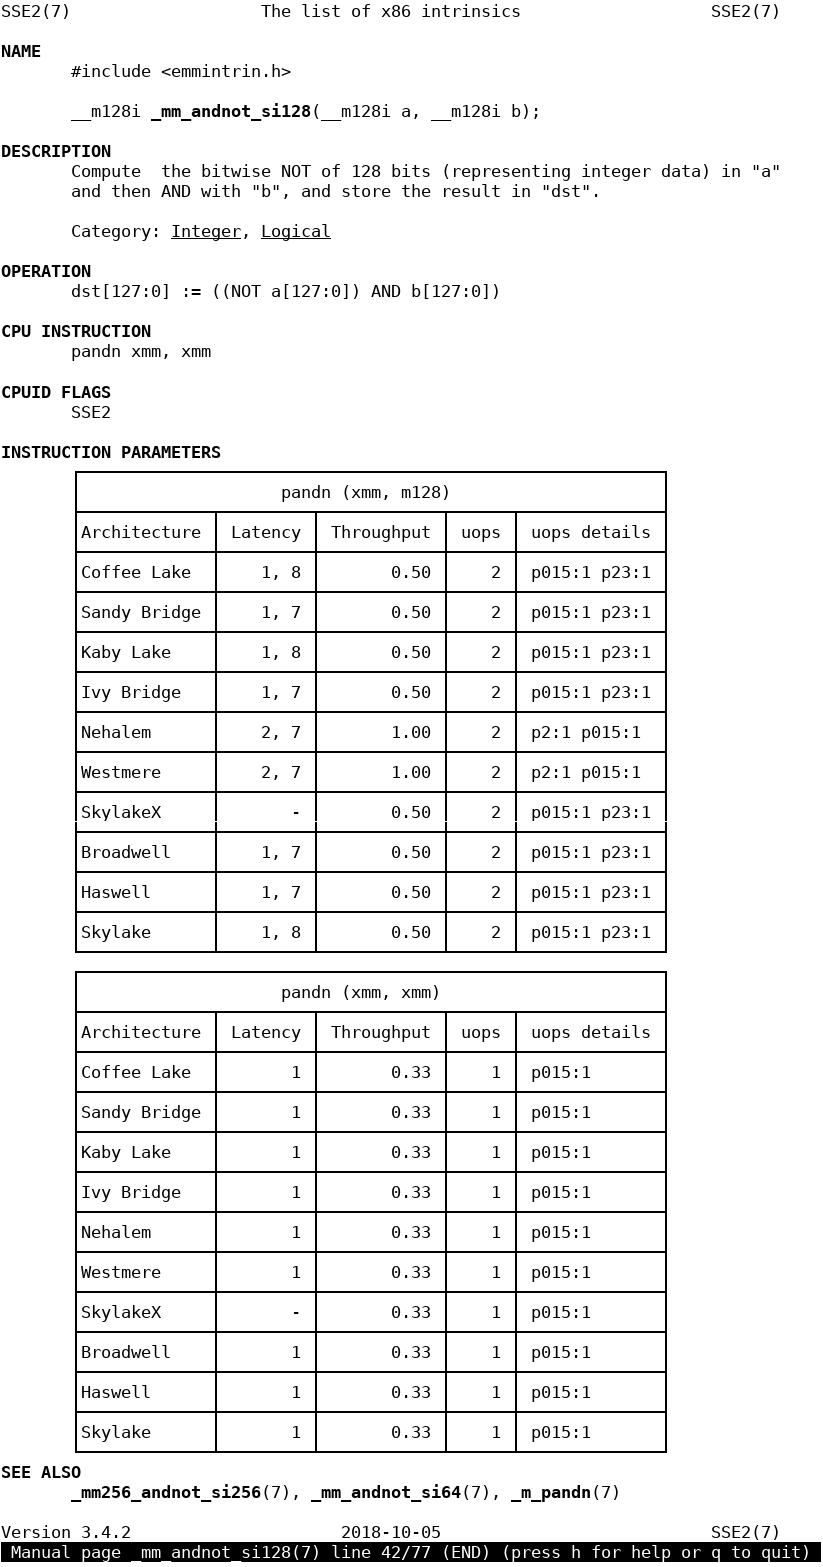 SSE2(7) The list of x86 intrinsics SSE2(7)
NAME
#include <emmintrin.h>
__m128i _mm_andnot_si128(__m128i a, __m128i b);
DESCRIPTION
Compute the bitwise NOT of 128 bits (representing integer data) in "a"
and then AND with "b", and store the result in "dst".
Category: Integer, Logical
OPERATION
dst[127:0] := ((NOT a[127:0]) AND b[127:0])
CPU INSTRUCTION
pandn xmm, xmm
CPUID FLAGS
SSE2
INSTRUCTION PARAMETERS
pandn (xmm, m128)
Architecture Latency Throughput uops uops details
Coffee Lake 1, 8 0.50 2 p015:1 p23:1
Sandy Bridge 1, 7 0.50 2 p015:1 p23:1
Kaby Lake 1, 8 0.50 2 p015:1 p23:1
Ivy Bridge 1, 7 0.50 2 p015:1 p23:1
Nehalem 2, 7 1.00 2 p2:1 p015:1
Westmere 2, 7 1.00 2 p2:1 p015:1
SkylakeX - 0.50 2 p015:1 p23:1
Broadwell 1, 7 0.50 2 p015:1 p23:1
Haswell 1, 7 0.50 2 p015:1 p23:1
Skylake 1, 8 0.50 2 p015:1 p23:1
pandn (xmm, xmm)
Architecture Latency Throughput uops uops details
Coffee Lake 1 0.33 1 p015:1
Sandy Bridge 1 0.33 1 p015:1
Kaby Lake 1 0.33 1 p015:1
Ivy Bridge 1 0.33 1 p015:1
Nehalem 1 0.33 1 p015:1
Westmere 1 0.33 1 p015:1
SkylakeX - 0.33 1 p015:1
Broadwell 1 0.33 1 p015:1
Haswell 1 0.33 1 p015:1
Skylake 1 0.33 1 p015:1
SEE ALSO
_mm256_andnot_si256(7), _mm_andnot_si64(7), _m_pandn(7)
Version 3.4.2 2018-10-05 SSE2(7)
Manual page _mm_andnot_si128(7) line 42/77 (END) (press h for help or q to quit)